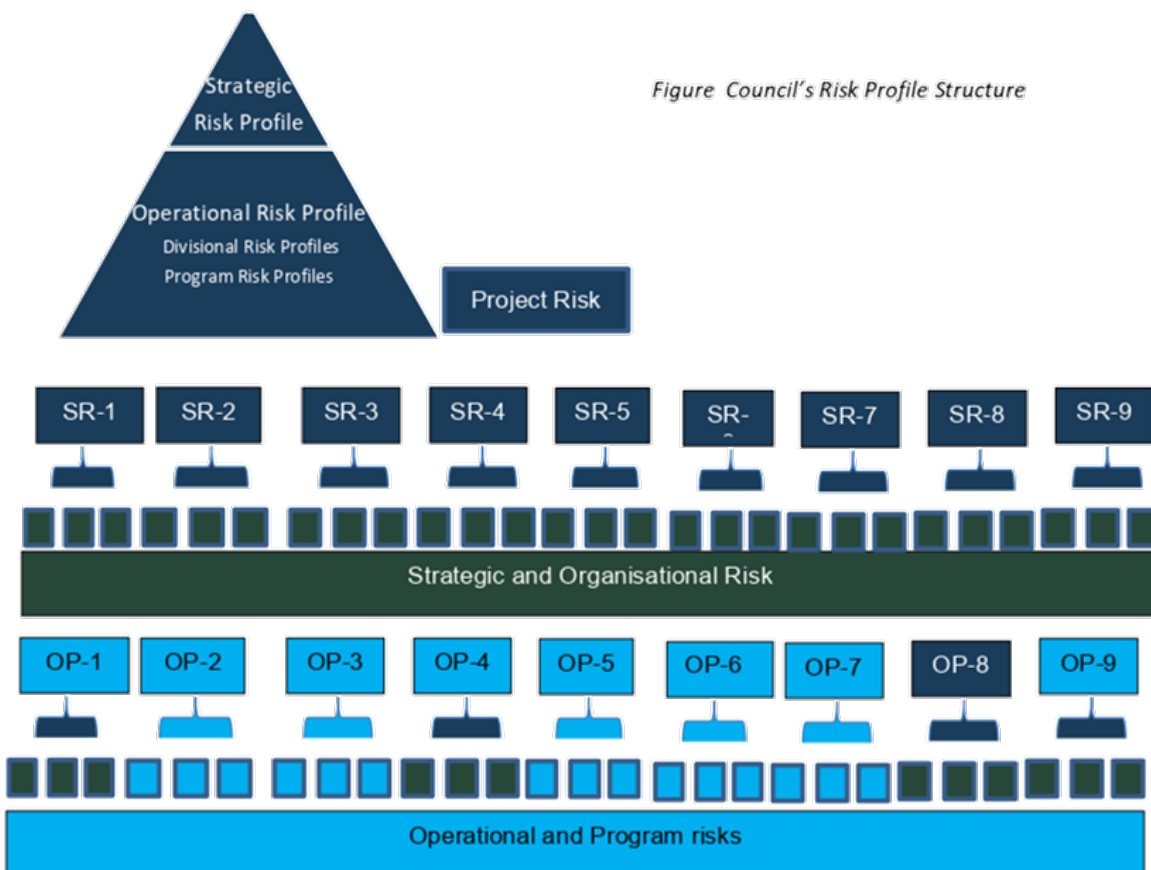 Strategic
Risk Profile
Figure Council's Risk Profile Structure
Operational Risk Profile
Divisional Risk Profiles
Program Risk Profiles
Project Risk
SR-1 SR-2 SR-3 SR-4 SR-5 SR- SR-7 SR-8 SR-9
Strategic and Organisational Risk
OP-1 OP-2 OP-3 OP-4 OP-5 OP-6 OP-7 OP-8 OP-9
Operational and Program risks